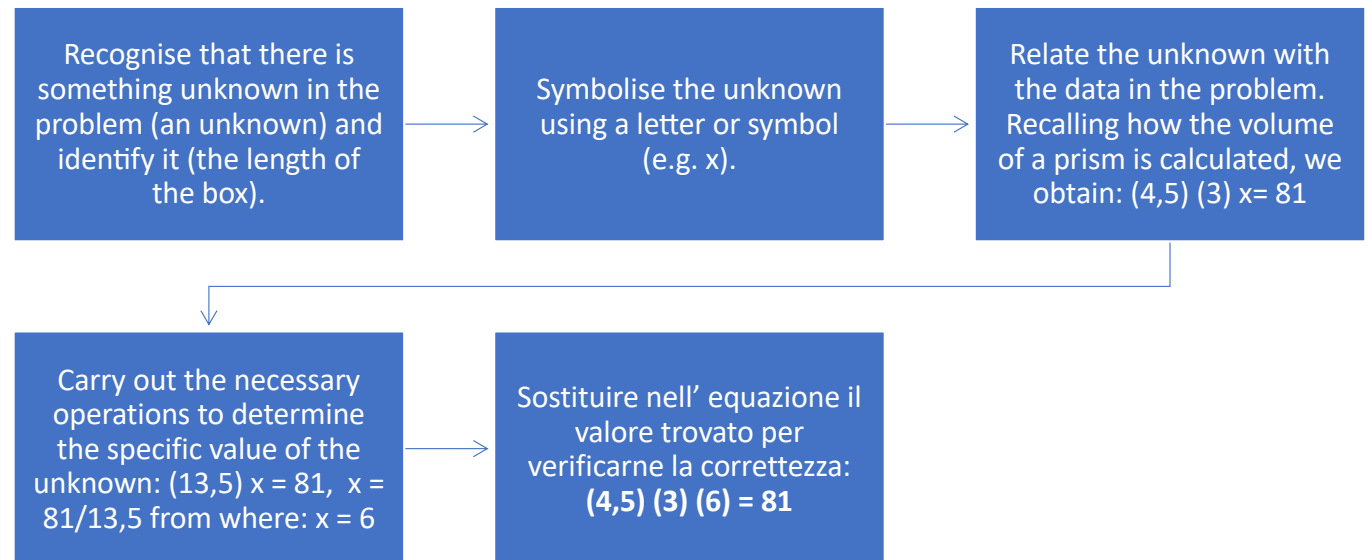 Recognise that there is
something unknown in the
problem (an unknown) and
identify it (the length of
the box).
Symbolise the unknown
using a letter or symbol
(e.g. x).
Relate the unknown with
the data in the problem.
Recalling how the volume
of a prism is calculated, we
obtain: (4,5) (3) x= 81
Carry out the necessary
operations to determine
the specific value of the
unknown: (13,5) x = 81,  x =
81/13,5 from where: x = 6
Sostituire nell’ equazione il
valore trovato per
verificarne la correttezza:
(4,5) (3) (6) = 81